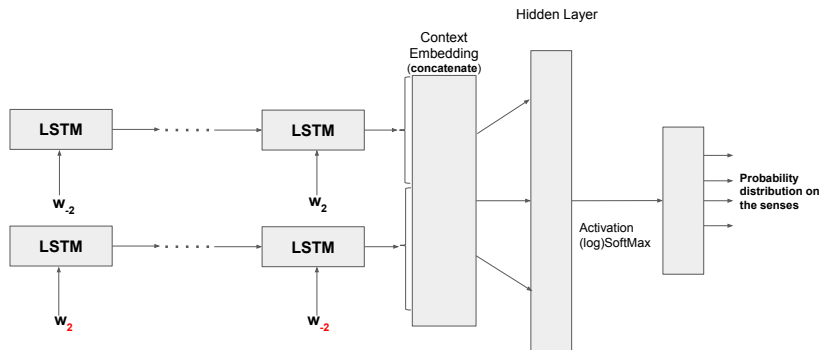 Hidden Layer
Context
Embedding
(concatenate)
LSTM
LSTM
w-2
w2
LSTM
LSTM
w2
w-2
Activation
(log)SoftMax
Probability
distribution on
the senses